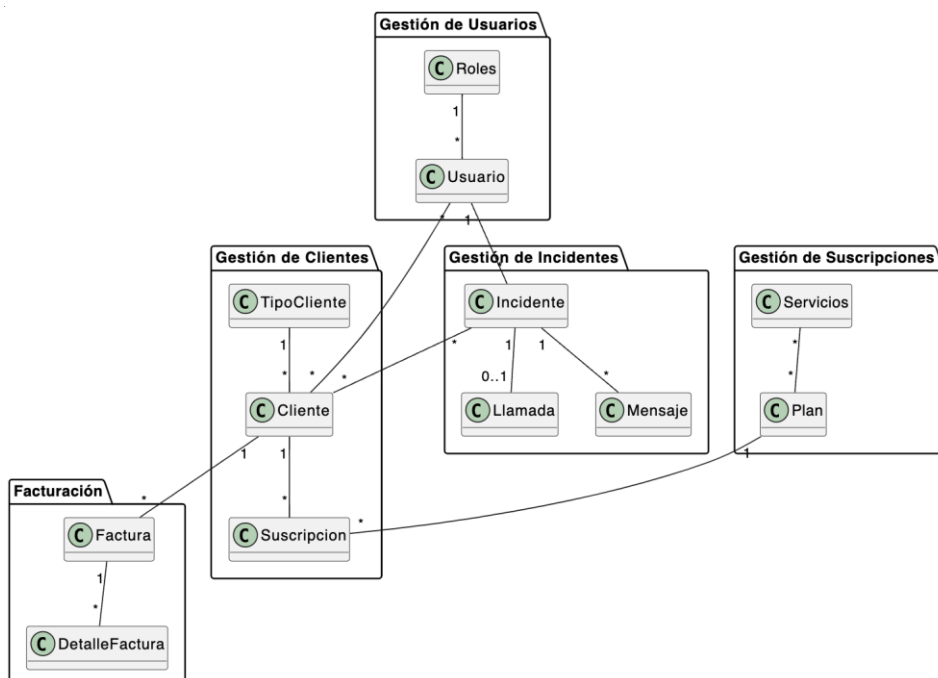 Gestión de Usuarios
C Roles
1
*
C Usuario
* 1
Gestión de Clientes
Gestión de Incidentes
Gestión de Suscripciones
C TipoCliente
C Incidente
C Servicios
1
* 1 1
*
* * *
0..1 *
*
C Cliente
C Llamada
C Mensaje
C Plan
1 1
1
Facturación
* * *
C Factura
C Suscripcion
1
*
C DetalleFactura